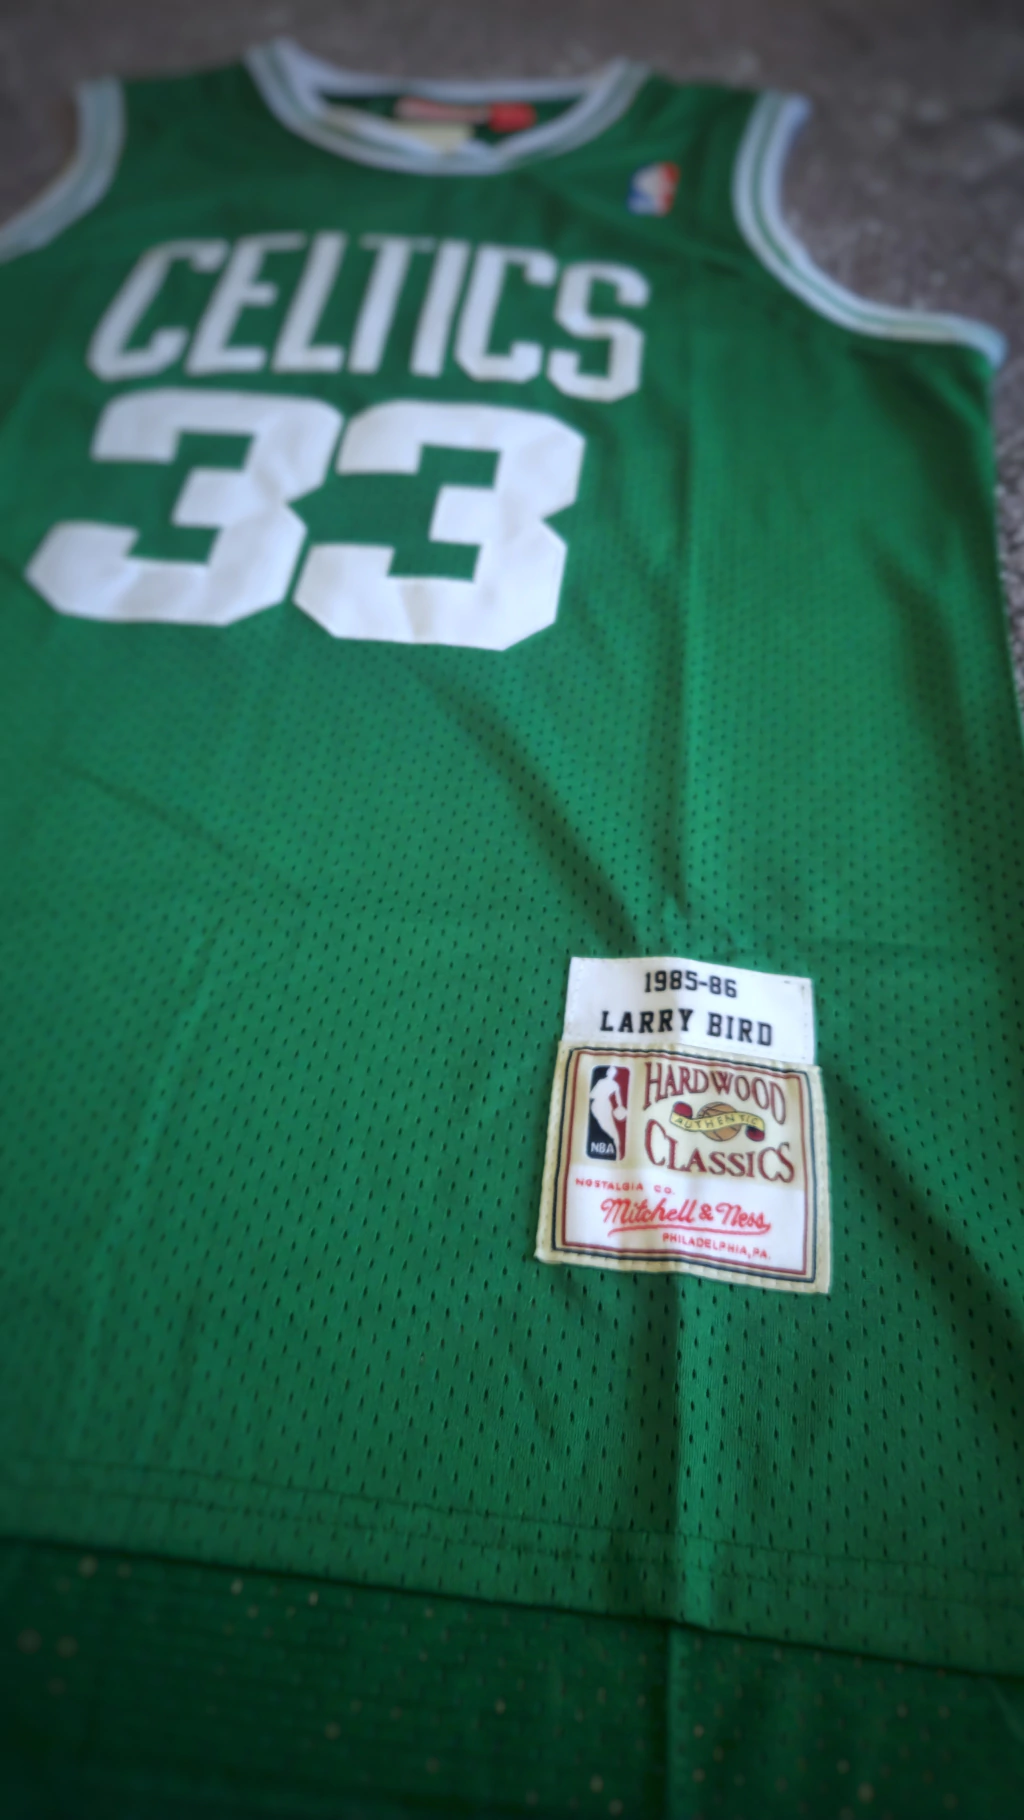 CELTICS
33
1985-86
LARRY BIRD
HARDWOOD
AUTHENTIC
CLASSICS
NBA
NOSTALGIA CO.
Mitchell & Ness
PHILADELPHIA, PA.